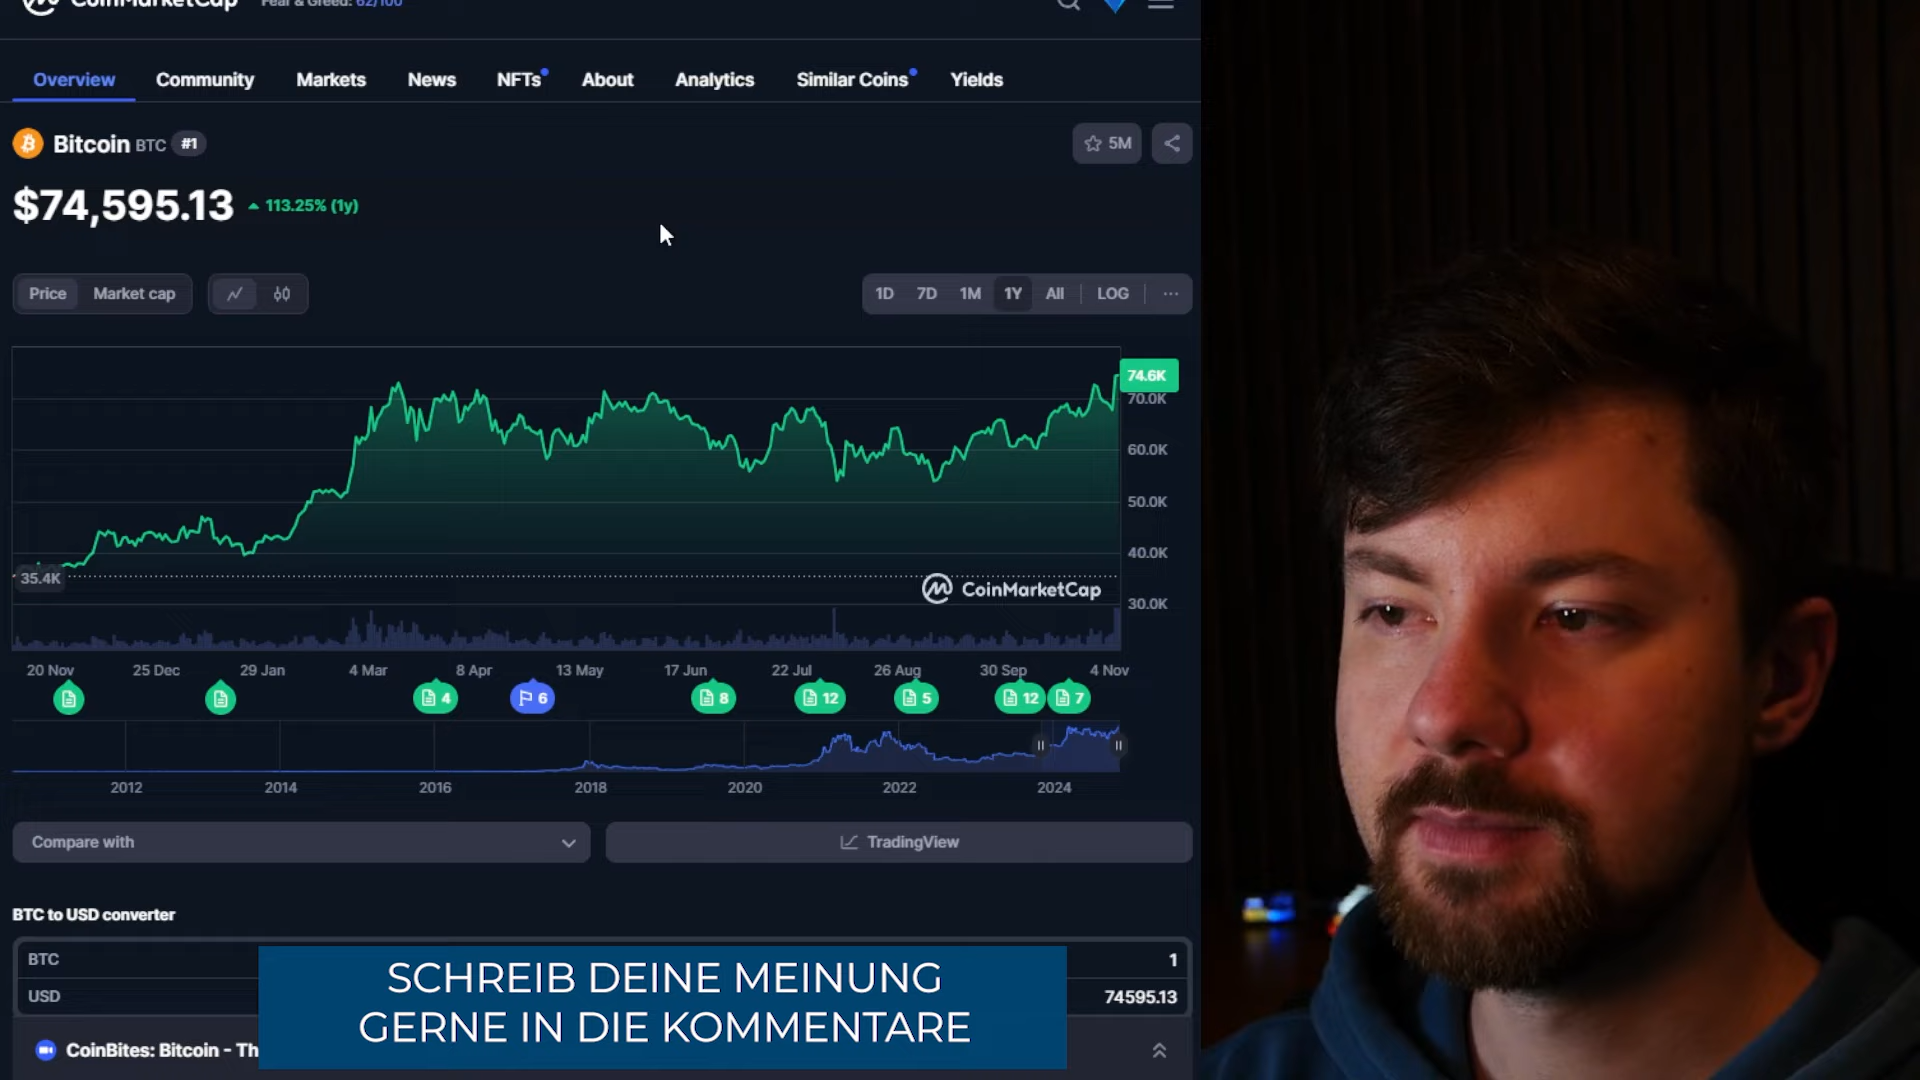 CoinMarketCap Fear & Greed: 62/100
Overview Community Markets News NFTs About Analytics Similar Coins Yields
Bitcoin BTC #1 5M
$74,595.13 113.25% (1y)
Price Market cap 1D 7D 1M 1Y All LOG ...
74.6K
70.0K
60.0K
50.0K
40.0K
35.4K
CoinMarketCap
30.0K
20 Nov 25 Dec 29 Jan 4 Mar 8 Apr 13 May 17 Jun 22 Jul 26 Aug 30 Sep 4 Nov
4 6 8 12 5 12 7
2012 2014 2016 2018 2020 2022 2024
Compare with TradingView
BTC to USD converter
BTC 1
USD 74595.13
SCHREIB DEINE MEINUNG
GERNE IN DIE KOMMENTARE
CoinBites: Bitcoin - Th